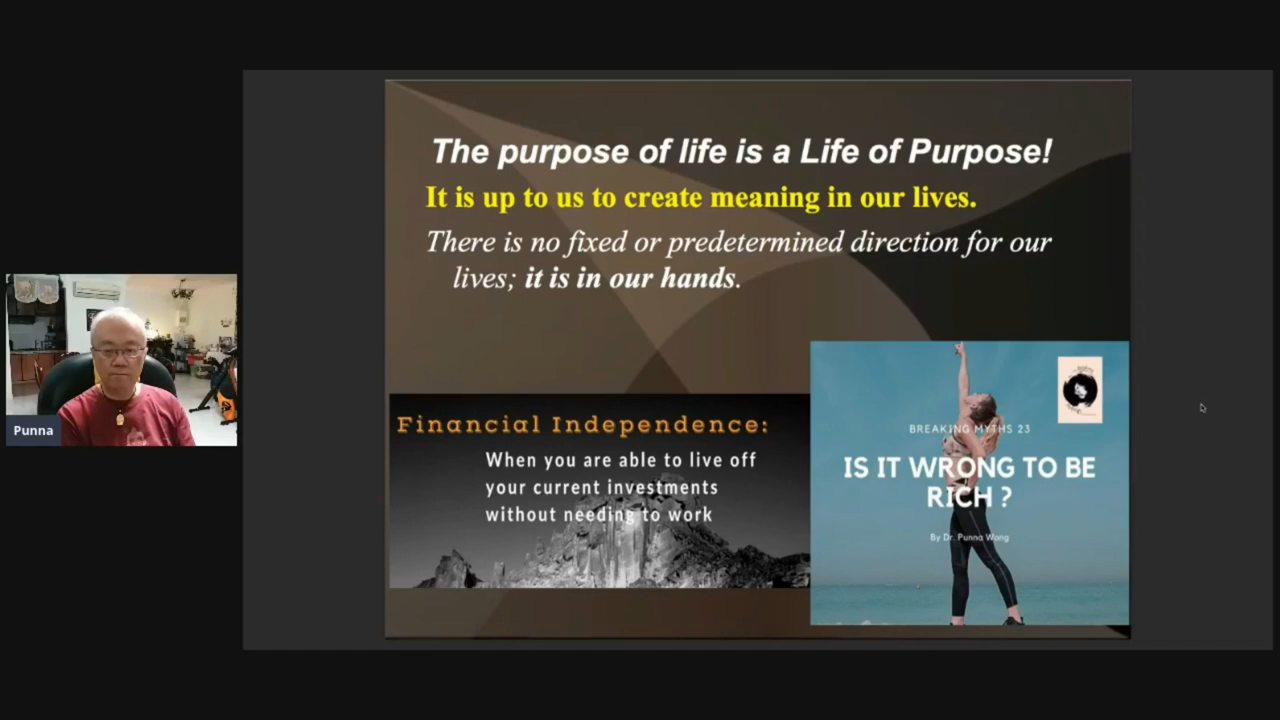 The purpose of life is a Life of Purpose!
It is up to us to create meaning in our lives.
There is no fixed or predetermined direction for our
lives; it is in our hands.
Financial Independence:
When you are able to live off
your current investments
without needing to work
BREAKING MYTHS 23
IS IT WRONG TO BE
RICH ?
By Dr. Punna Wong
Punna